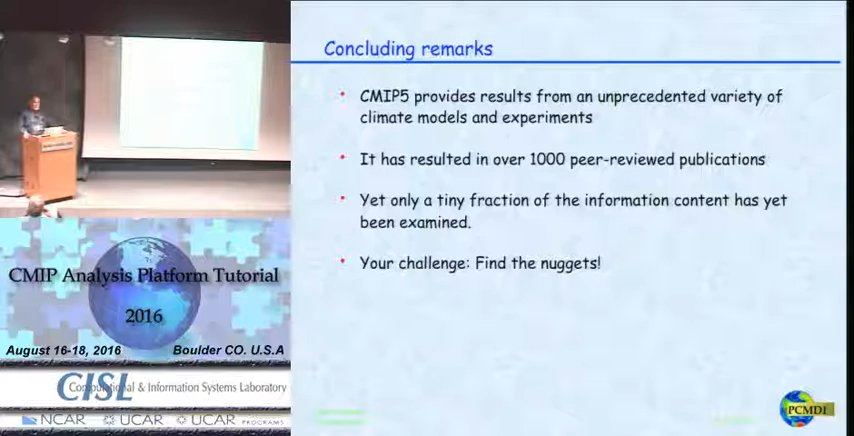 Concluding remarks
• CMIP5 provides results from an unprecedented variety of
climate models and experiments
• It has resulted in over 1000 peer-reviewed publications
• Yet only a tiny fraction of the information content has yet
been examined.
• Your challenge: Find the nuggets!
CMIP Analysis Platform Tutorial
2016
August 16-18, 2016 Boulder CO. U.S.A
CISL
Computational & Information Systems Laboratory
NCAR UCAR UCAR PROGRAMS
PCMDI